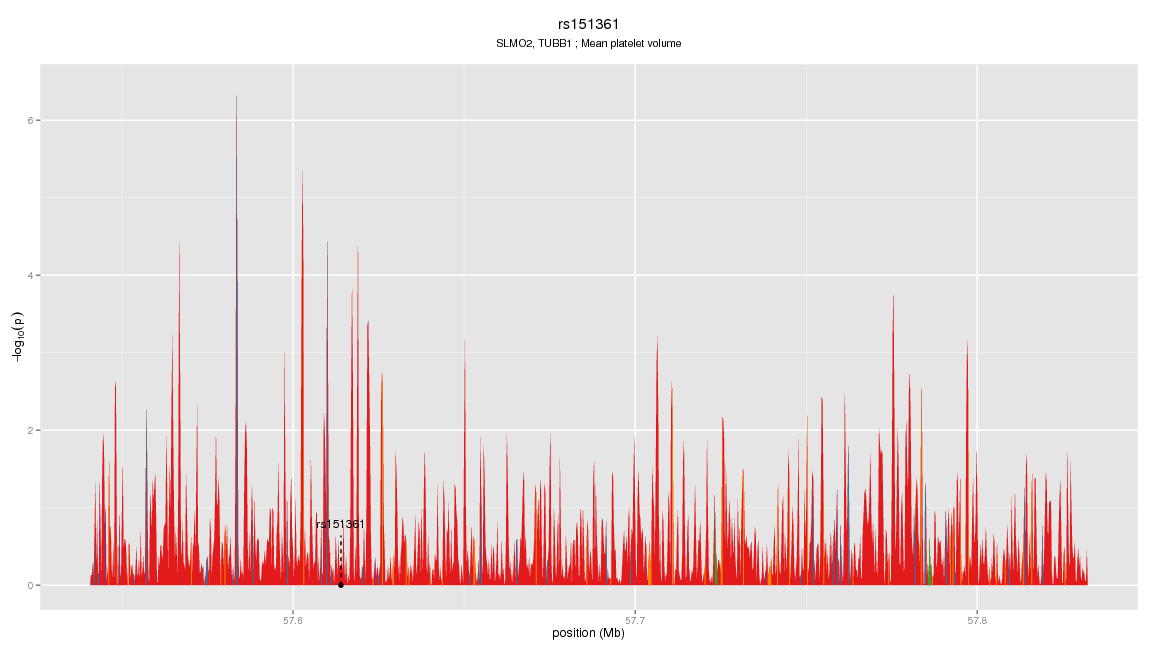 rs151361
SLMO2, TUBB1 ; Mean platelet volume
−log10(p)
6
4
2
0
rs151361
57.6
57.7
57.8
position (Mb)